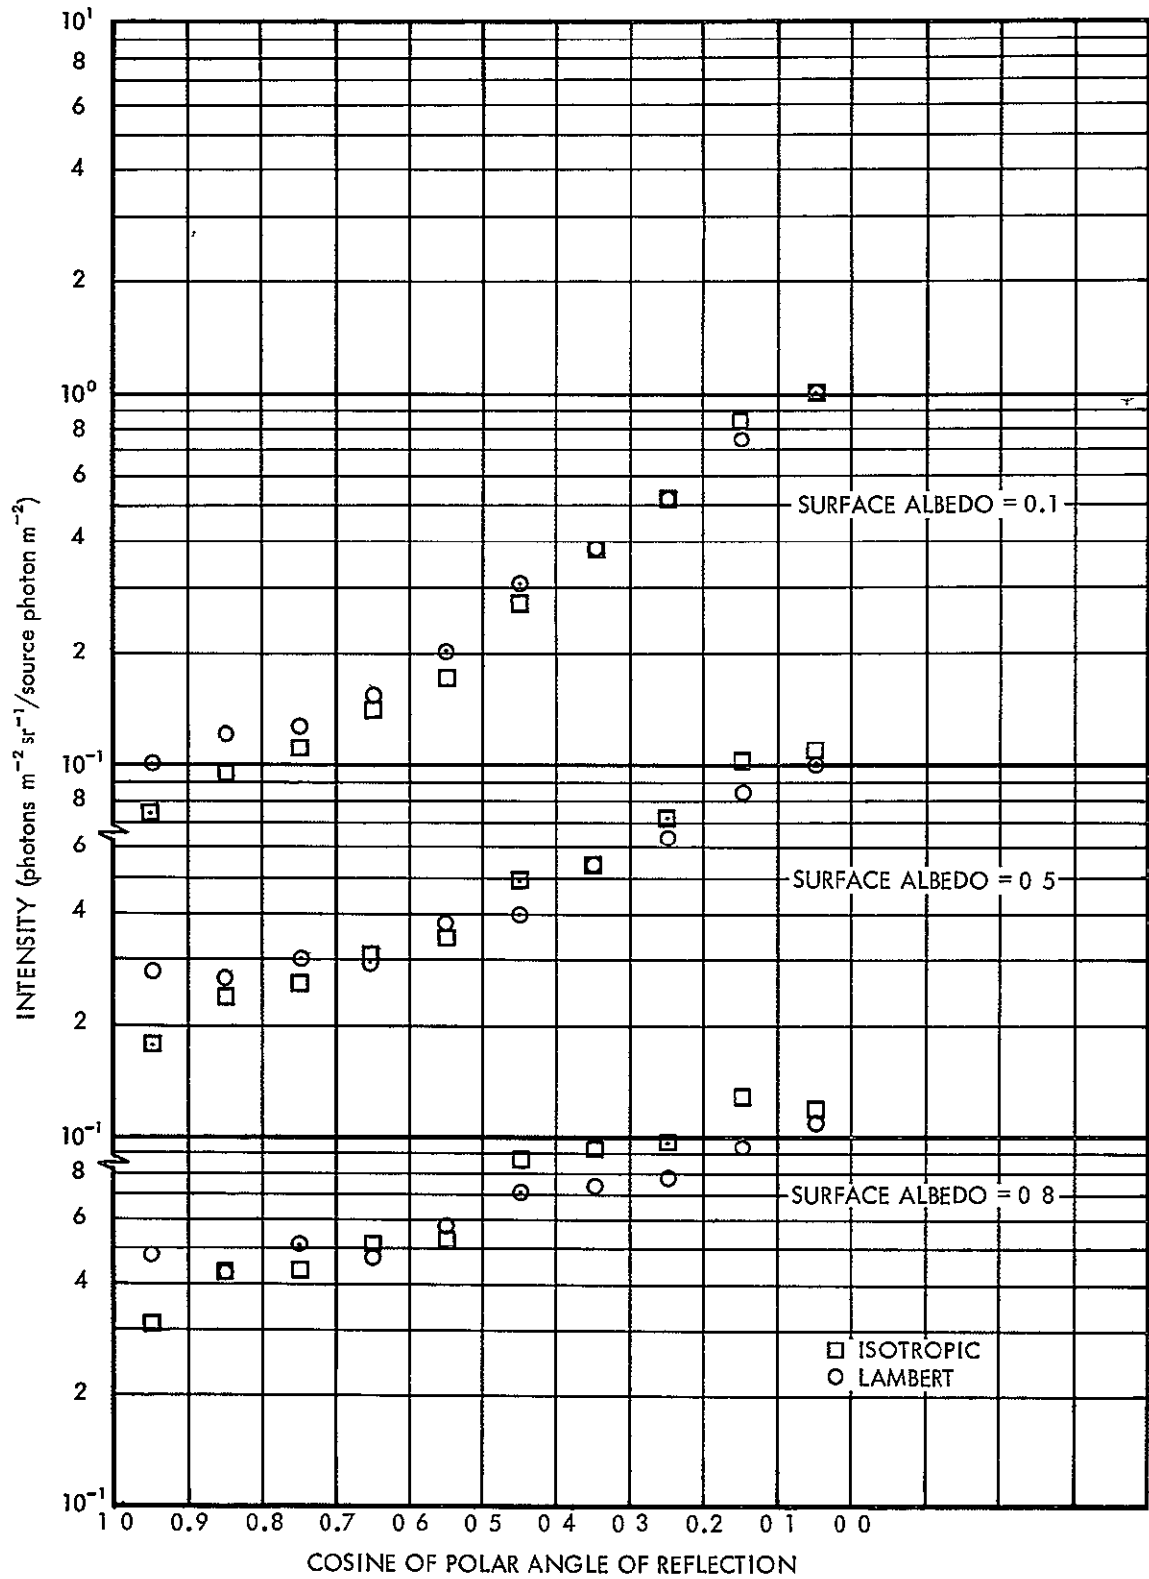 10¹
8
6
4
2
10⁰
8
6
SURFACE ALBEDO = 0.1
4
2
10⁻¹
8
6
SURFACE ALBEDO = 0 5
4
2
10⁻¹
8
SURFACE ALBEDO = 0 8
6
4
2
10⁻¹
INTENSITY (photons m⁻² sr⁻¹/source photon m⁻²)
□ ISOTROPIC
○ LAMBERT
1 0 0.9 0.8 0.7 0 6 0 5 0 4 0 3 0.2 0 1 0 0
COSINE OF POLAR ANGLE OF REFLECTION